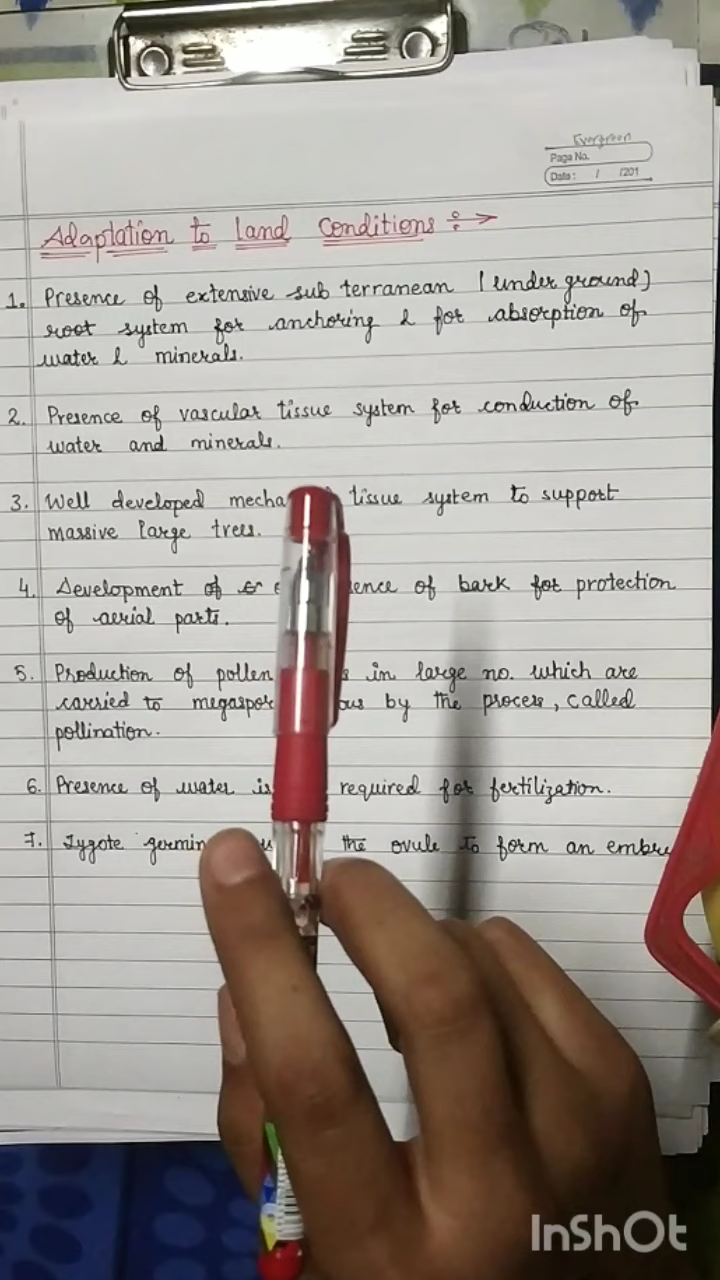 Evergreen
Page No.
Date : / /201
Adaptation to land Conditions :->
1. Presence of extensive sub terranean (under ground)
root system for anchoring & for absorption of
water & minerals.
2. Presence of vascular tissue system for conduction of
water and minerals.
3. Well developed mecha tissue system to support
massive large trees.
4. Development of ence of bark for protection
of aerial parts.
5. Production of pollen in large no. which are
carried to megaspor ous by the process, called
pollination.
6. Presence of water is required for fertilization.
7. Zygote germin the ovule to form an embry
InShOt